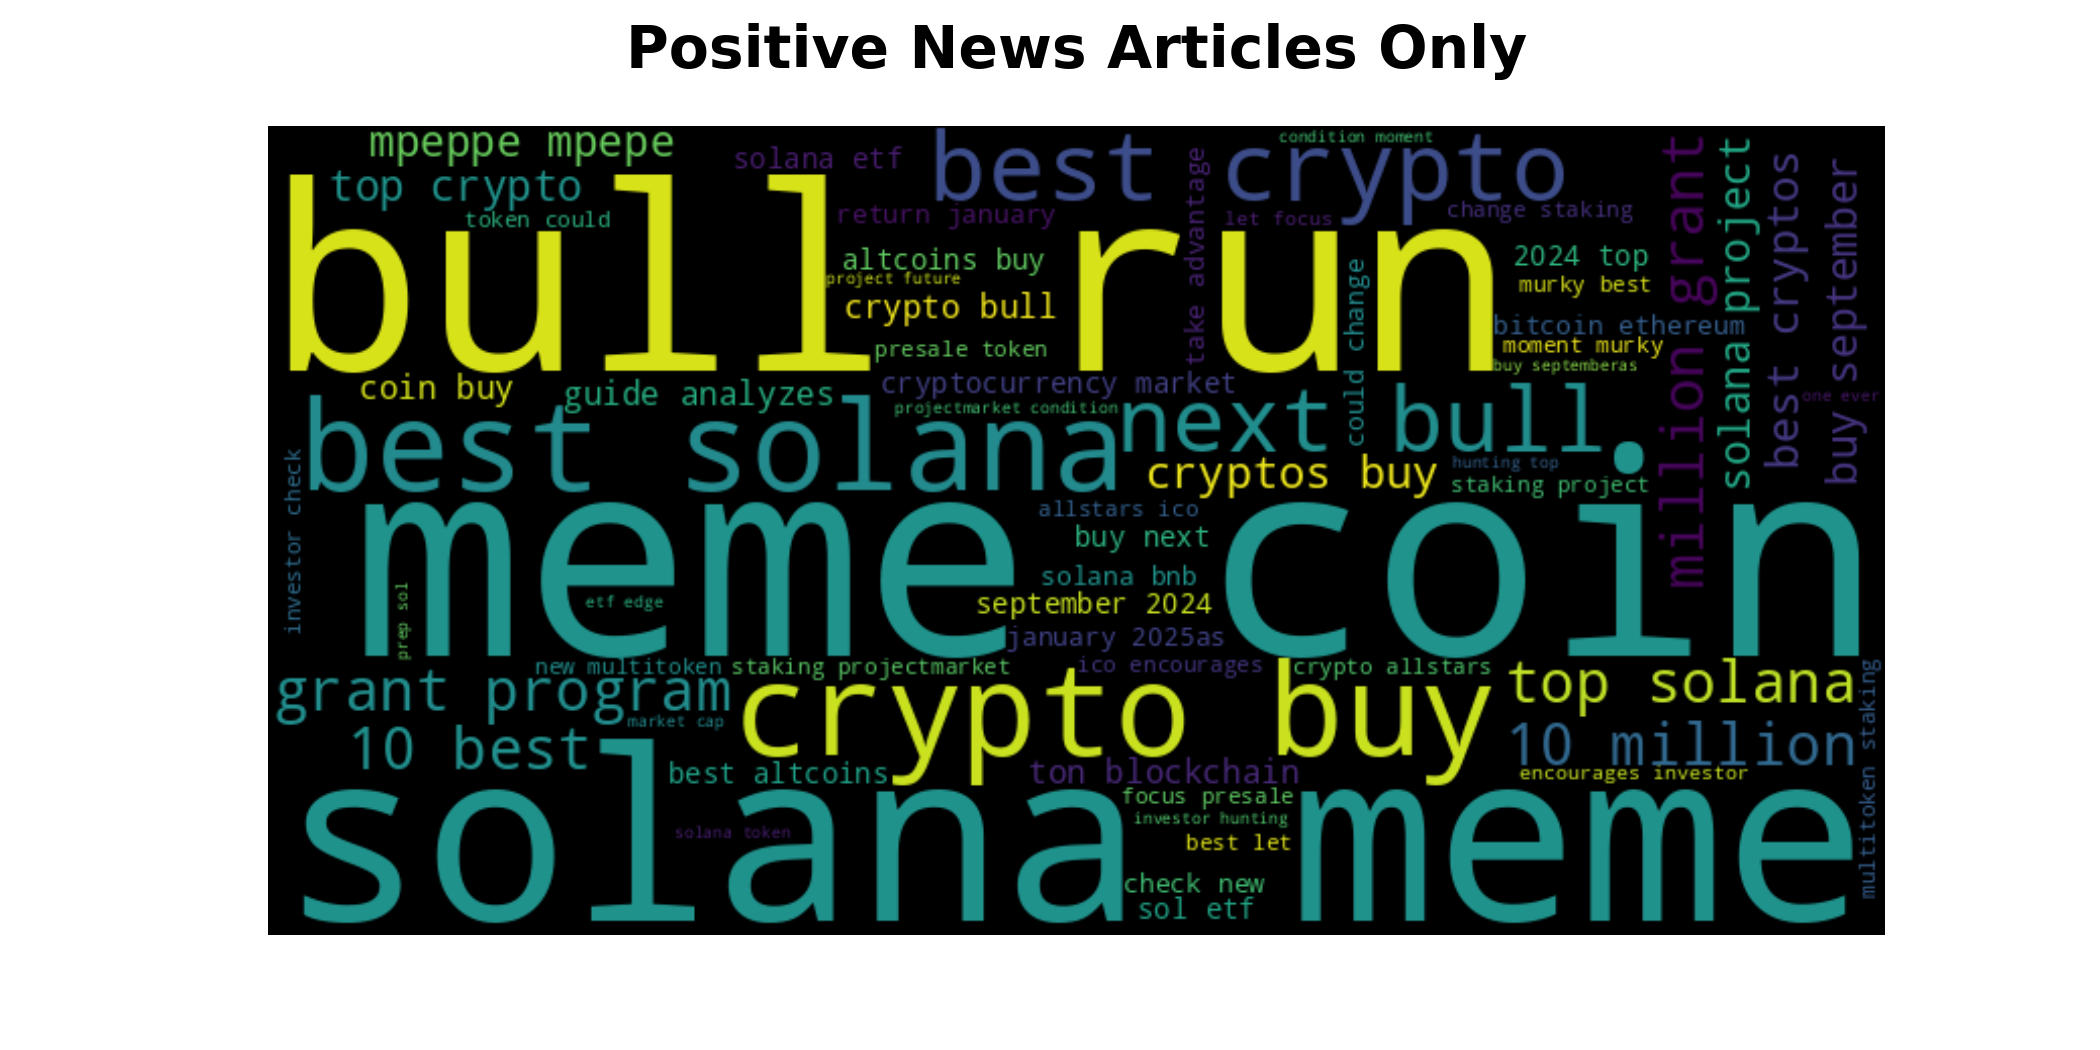 Positive News Articles Only
mpeppe mpepe
solana etf
best crypto
condition moment
top crypto
token could
bull run
return january
take advantage
let focus
change staking
million grant
solana project
best cryptos
buy september
altcoins buy
project future
crypto bull
presale token
could change
2024 top
murky best
bitcoin ethereum
moment murky
buy septemberas
coin buy
guide analyzes
cryptocurrency market
projectmarket condition
one ever
best solana
next bull
cryptos buy
hunting top
staking project
investor check
meme coin
allstars ico
buy next
solana bnb
september 2024
prep sol
etf edge
january 2025as
new multitoken
staking projectmarket
ico encourages
crypto allstars
grant program
market cap
crypto buy
top solana
10 best
10 million
multitoken staking
best altcoins
ton blockchain
encourages investor
solana meme
focus presale
investor hunting
solana token
best let
check new
sol etf